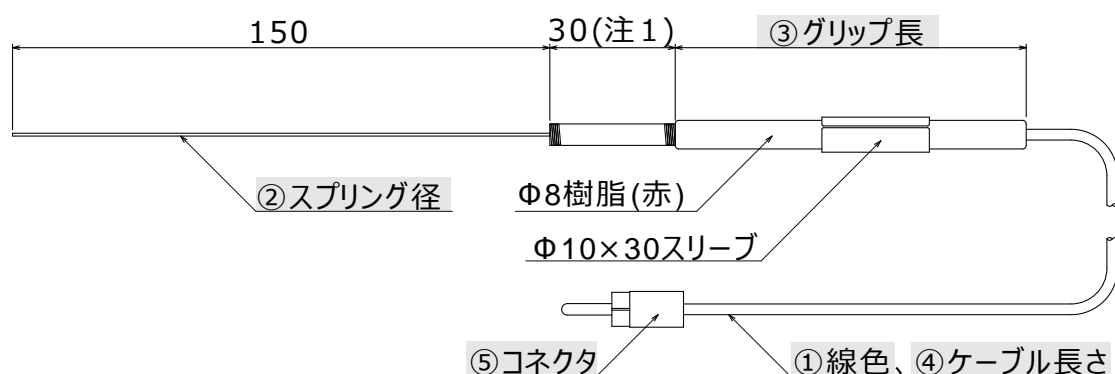 150
30(注1)
③グリップ長
②スプリング径
Φ8樹脂(赤)
Φ10×30スリーブ
⑤コネクタ
①線色、④ケーブル長さ